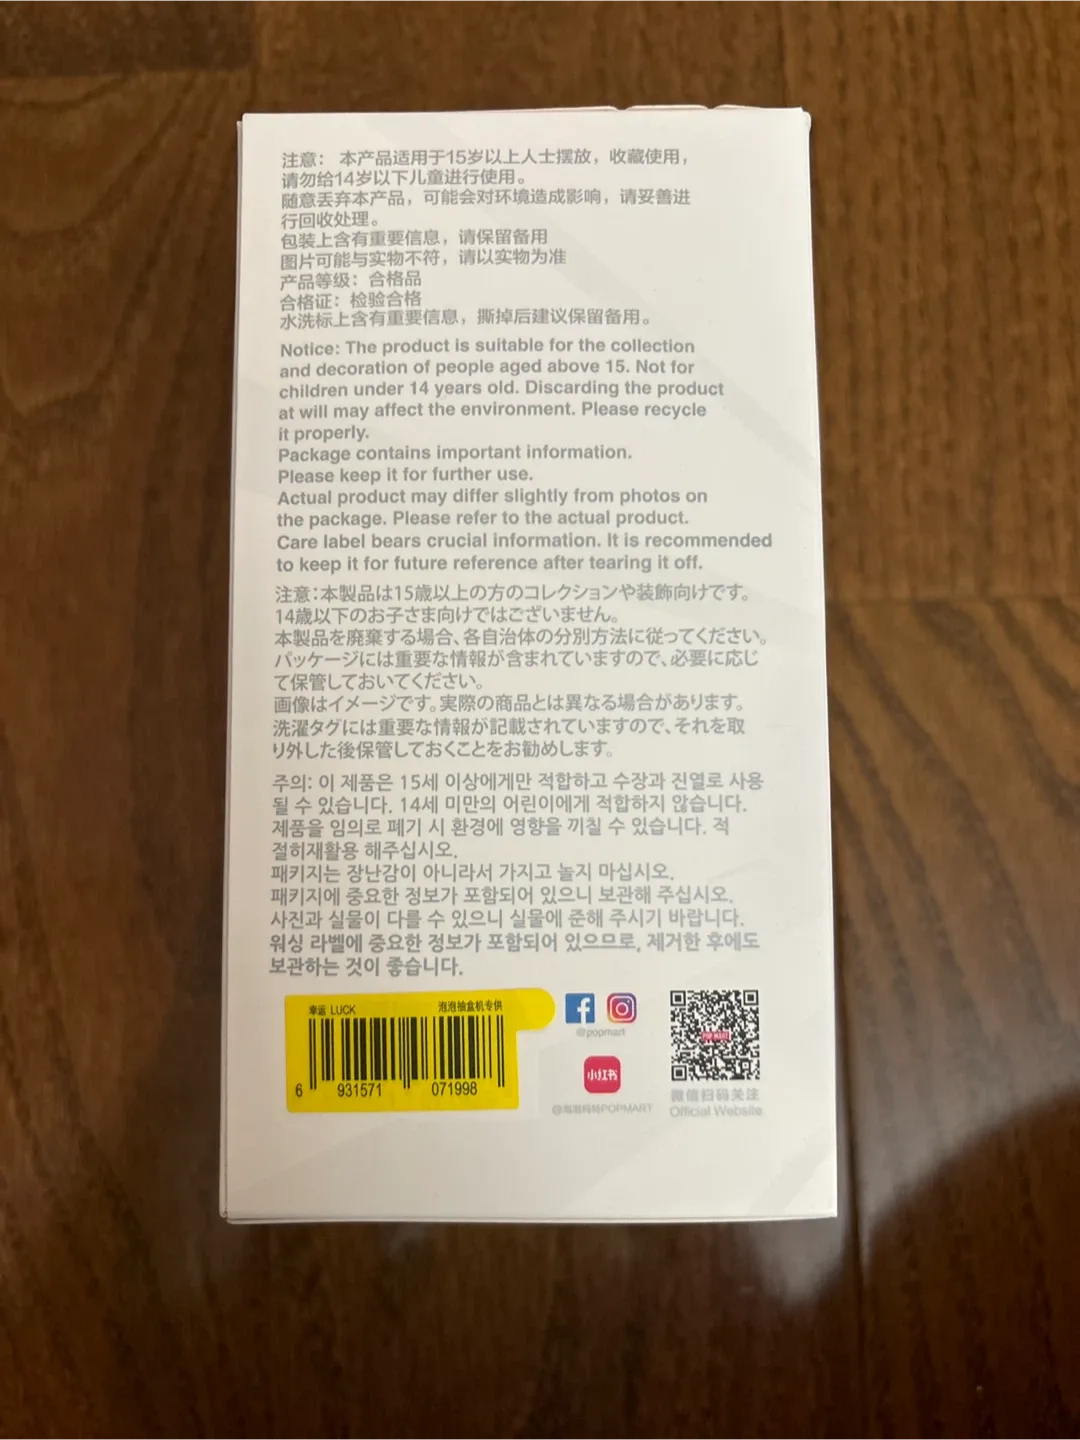 注意： 本产品适用于15岁以上人士摆放，收藏使用，
请勿给14岁以下儿童进行使用。
随意丢弃本产品，可能会对环境造成影响，请妥善进
行回收处理。
包装上含有重要信息，请保留备用
图片可能与实物不符，请以实物为准
产品等级：合格品
合格证：检验合格
水洗标上含有重要信息，撕掉后建议保留备用。
Notice: The product is suitable for the collection
and decoration of people aged above 15. Not for
children under 14 years old. Discarding the product
at will may affect the environment. Please recycle
it properly.
Package contains important information.
Please keep it for further use.
Actual product may differ slightly from photos on
the package. Please refer to the actual product.
Care label bears crucial information. It is recommended
to keep it for future reference after tearing it off.
注意：本製品は15歳以上の方のコレクションや装飾向けです。
14歳以下のお子さま向けではございません。
本製品を廃棄する場合、各自治体の分別方法に従ってください。
パッケージには重要な情報が含まれていますので、必要に応じ
て保管しておいてください。
画像はイメージです。実際の商品とは異なる場合があります。
洗濯タグには重要な情報が記載されていますので、それを取
り外した後保管しておくことをお勧めします。
주의: 이 제품은 15세 이상에게만 적합하고 수장과 진열로 사용
될 수 있습니다. 14세 미만의 어린이에게 적합하지 않습니다.
제품을 임의로 폐기 시 환경에 영향을 끼칠 수 있습니다. 적
절히재활용 해주십시오.
패키지는 장난감이 아니라서 가지고 놀지 마십시오.
패키지에 중요한 정보가 포함되어 있으니 보관해 주십시오.
사진과 실물이 다를 수 있으니 실물에 준해 주시기 바랍니다.
워싱 라벨에 중요한 정보가 포함되어 있으므로, 제거한 후에도
보관하는 것이 좋습니다.
幸运 LUCK 泡泡抽盒机专供
6 931571 071998
@popmart
小红书
@泡泡玛特POPMART
POP MART
微信扫码关注
Official Website